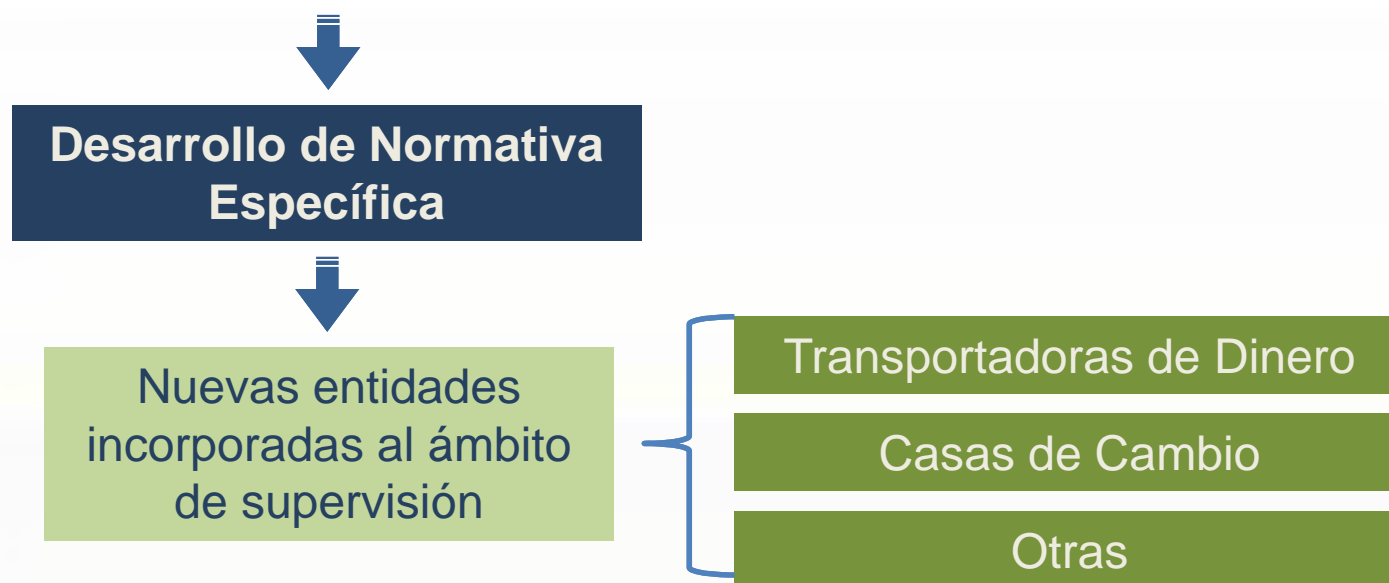 Desarrollo de Normativa
Específica
Nuevas entidades
incorporadas al ámbito
de supervisión
Transportadoras de Dinero
Casas de Cambio
Otras